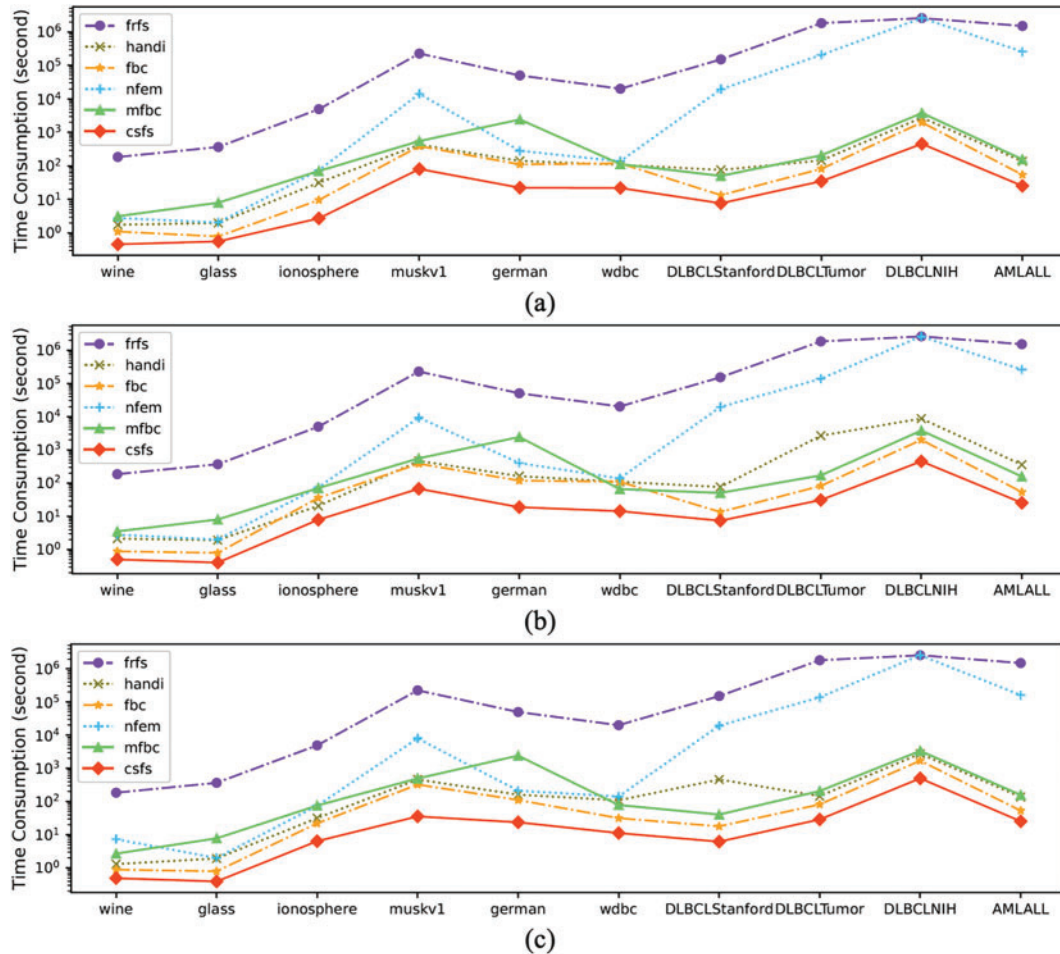 Time Consumption (second)
10^6
10^5
10^4
10^3
10^2
10^1
10^0
frfs
handi
fbc
nfem
mfbc
csfs
wine glass ionosphere muskv1 german wdbc DLBCLStanford DLBCLTumor DLBCLNIH AMLALL
(a)
Time Consumption (second)
10^6
10^5
10^4
10^3
10^2
10^1
10^0
frfs
handi
fbc
nfem
mfbc
csfs
wine glass ionosphere muskv1 german wdbc DLBCLStanford DLBCLTumor DLBCLNIH AMLALL
(b)
Time Consumption (second)
10^6
10^5
10^4
10^3
10^2
10^1
10^0
frfs
handi
fbc
nfem
mfbc
csfs
wine glass ionosphere muskv1 german wdbc DLBCLStanford DLBCLTumor DLBCLNIH AMLALL
(c)